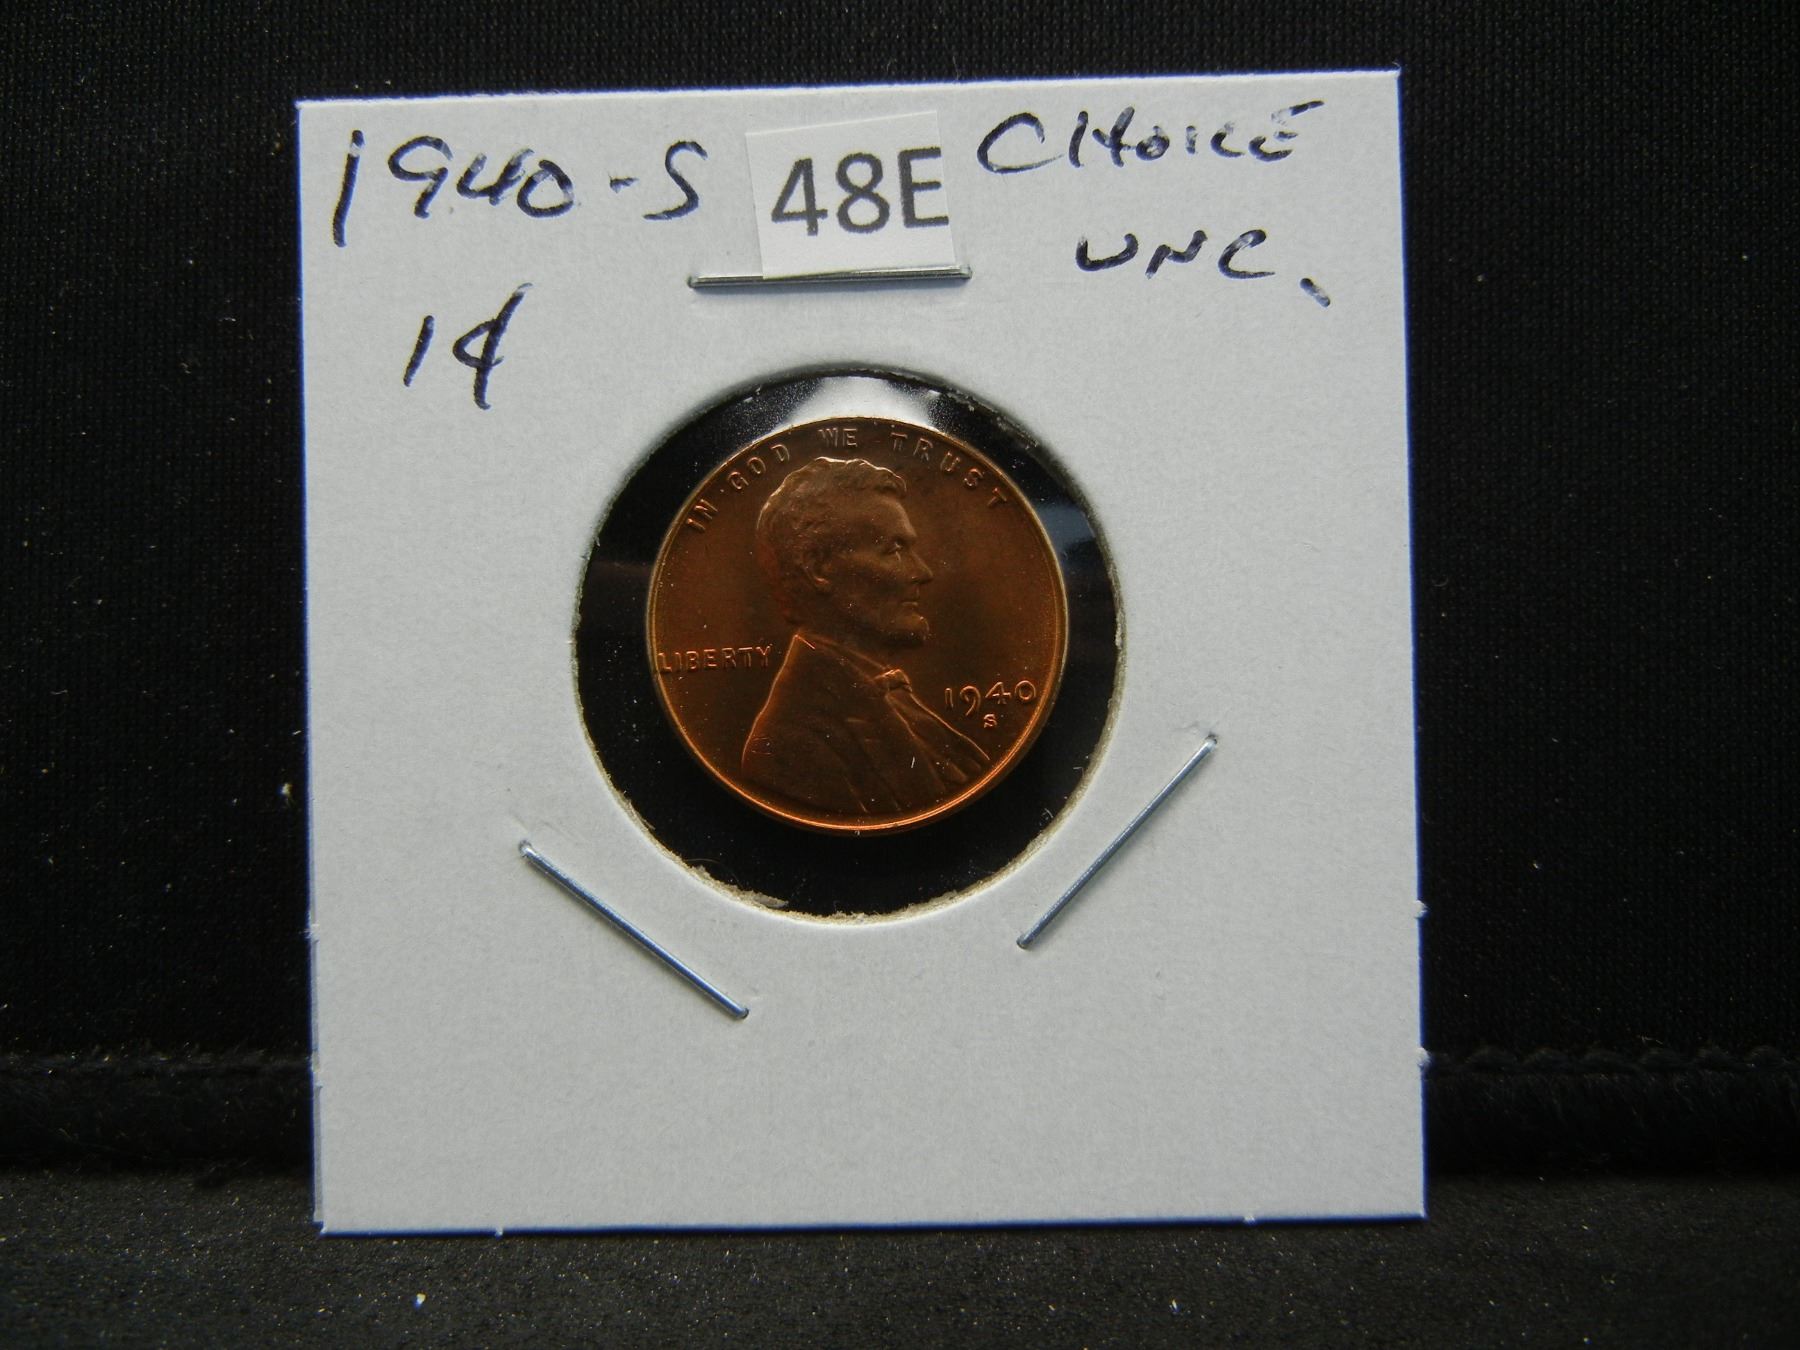 1940-S 48E CHOICE
UNC.
1¢
IN GOD WE TRUST
LIBERTY
1940
S